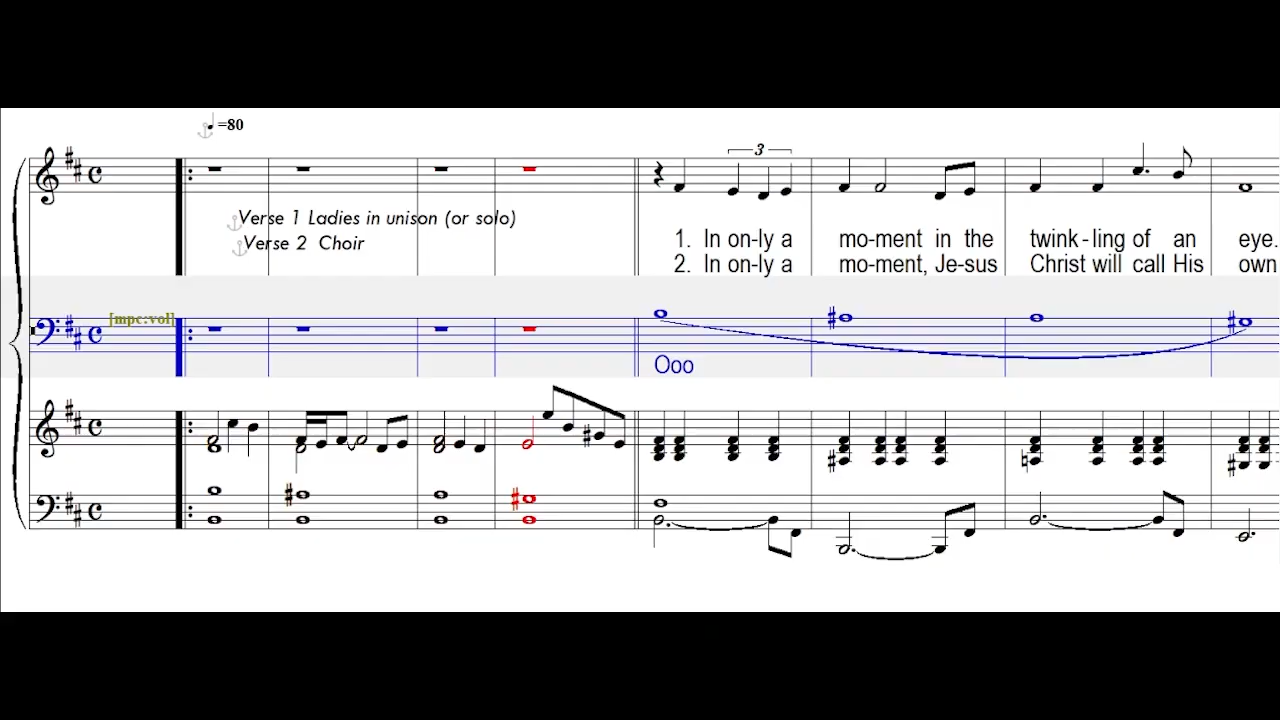 =80
3
Verse 1 Ladies in unison (or solo)
Verse 2 Choir
1. In on-ly a mo-ment in the twink-ling of an eye.
2. In on-ly a mo-ment, Je-sus Christ will call His own
[mpc:vol]
Ooo